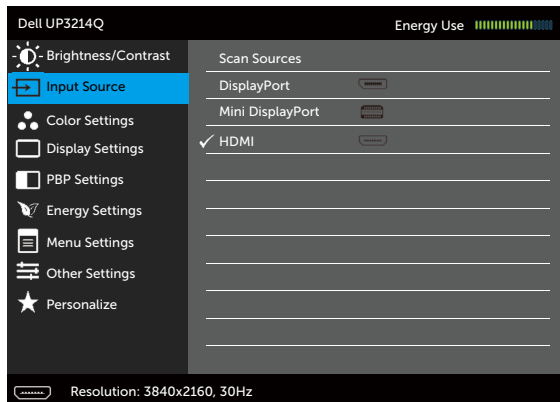 Dell UP3214Q
Energy Use
Brightness/Contrast
Input Source
Color Settings
Display Settings
PBP Settings
Energy Settings
Menu Settings
Other Settings
Personalize
Scan Sources
DisplayPort
Mini DisplayPort
HDMI
Resolution: 3840x2160, 30Hz